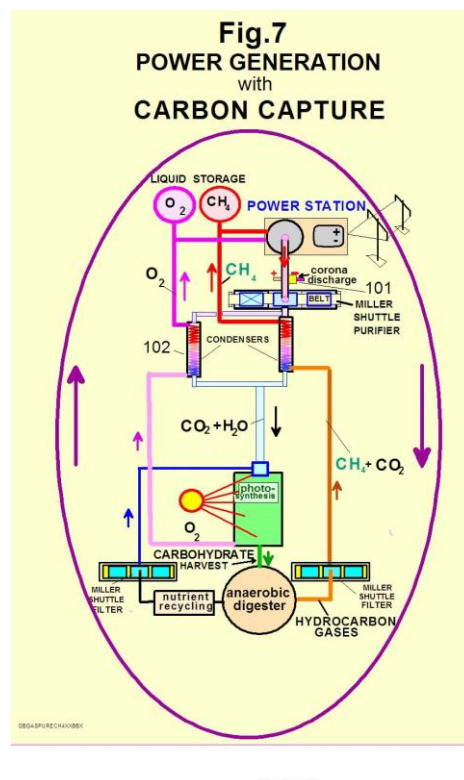 Fig.7
POWER GENERATION
with
CARBON CAPTURE
LIQUID STORAGE
O2
CH4
POWER STATION
+
-
+
-
corona
discharge
101
O2
CH4
BELT
MILLER
SHUTTLE
PURIFIER
102
CONDENSERS
CO2+H2O
CH4+ CO2
photo-
synthesis
O2
CARBOHYDRATE
HARVEST
MILLER
SHUTTLE
FILTER
nutrient
recycling
anaerobic
digester
MILLER
SHUTTLE
FILTER
HYDROCARBON
GASES